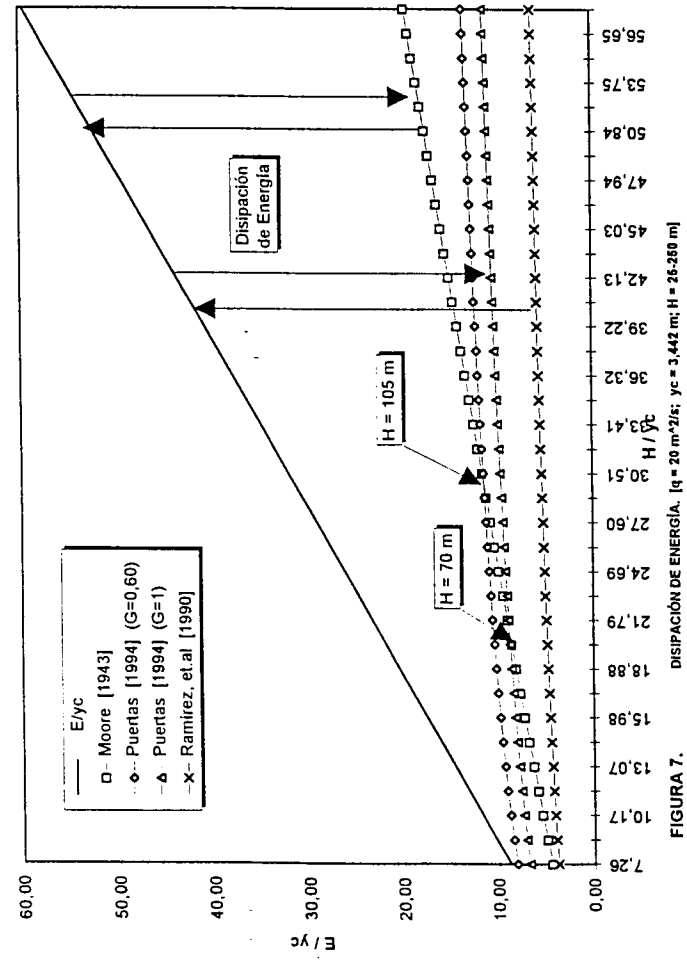 60,00
50,00
40,00
30,00
20,00
10,00
0,00
E / yc
E/yc
Moore [1943]
Puertas [1994] (G=0,60)
Puertas [1994] (G=1)
Ramírez, et.al [1990]
Disipación
de Energía
H = 70 m
H = 105 m
7,26
10,17
13,07
15,98
18,88
21,79
24,69
27,60
30,51
33,41
36,32
39,22
42,13
45,03
47,94
50,84
53,75
56,65
H / yc
FIGURA 7. DISIPACIÓN DE ENERGÍA. [q = 20 m^2/s; yc = 3,442 m; H = 25-250 m]